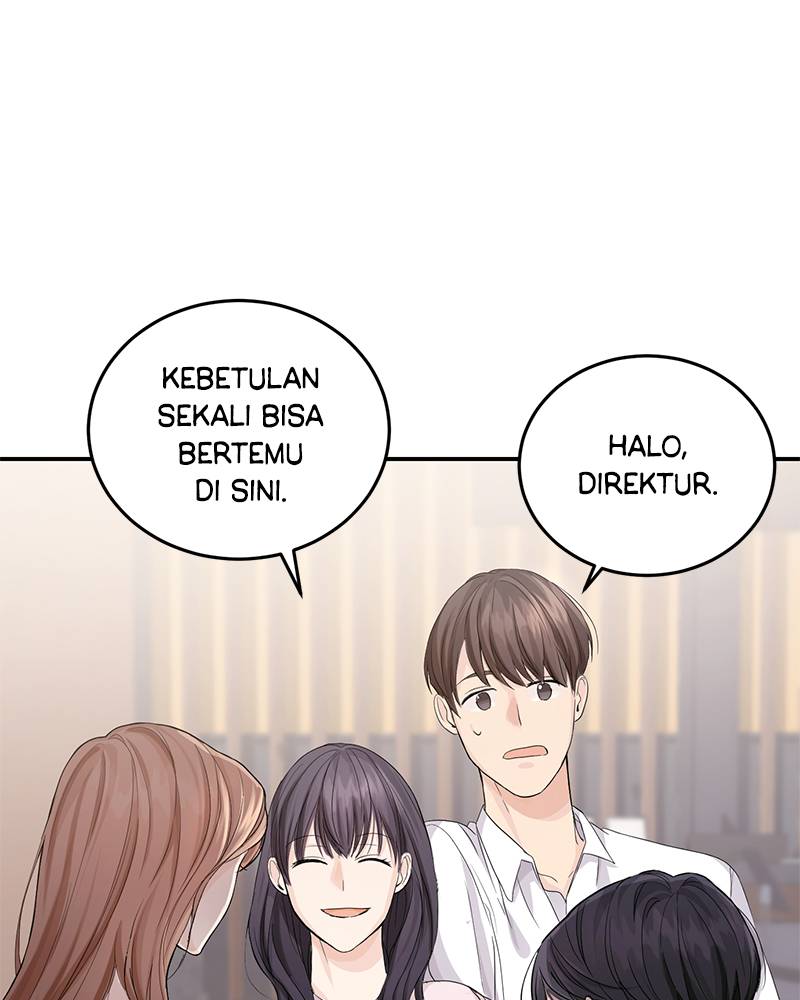 KEBETULAN
SEKALI BISA
BERTEMU
DI SINI.
HALO,
DIREKTUR.